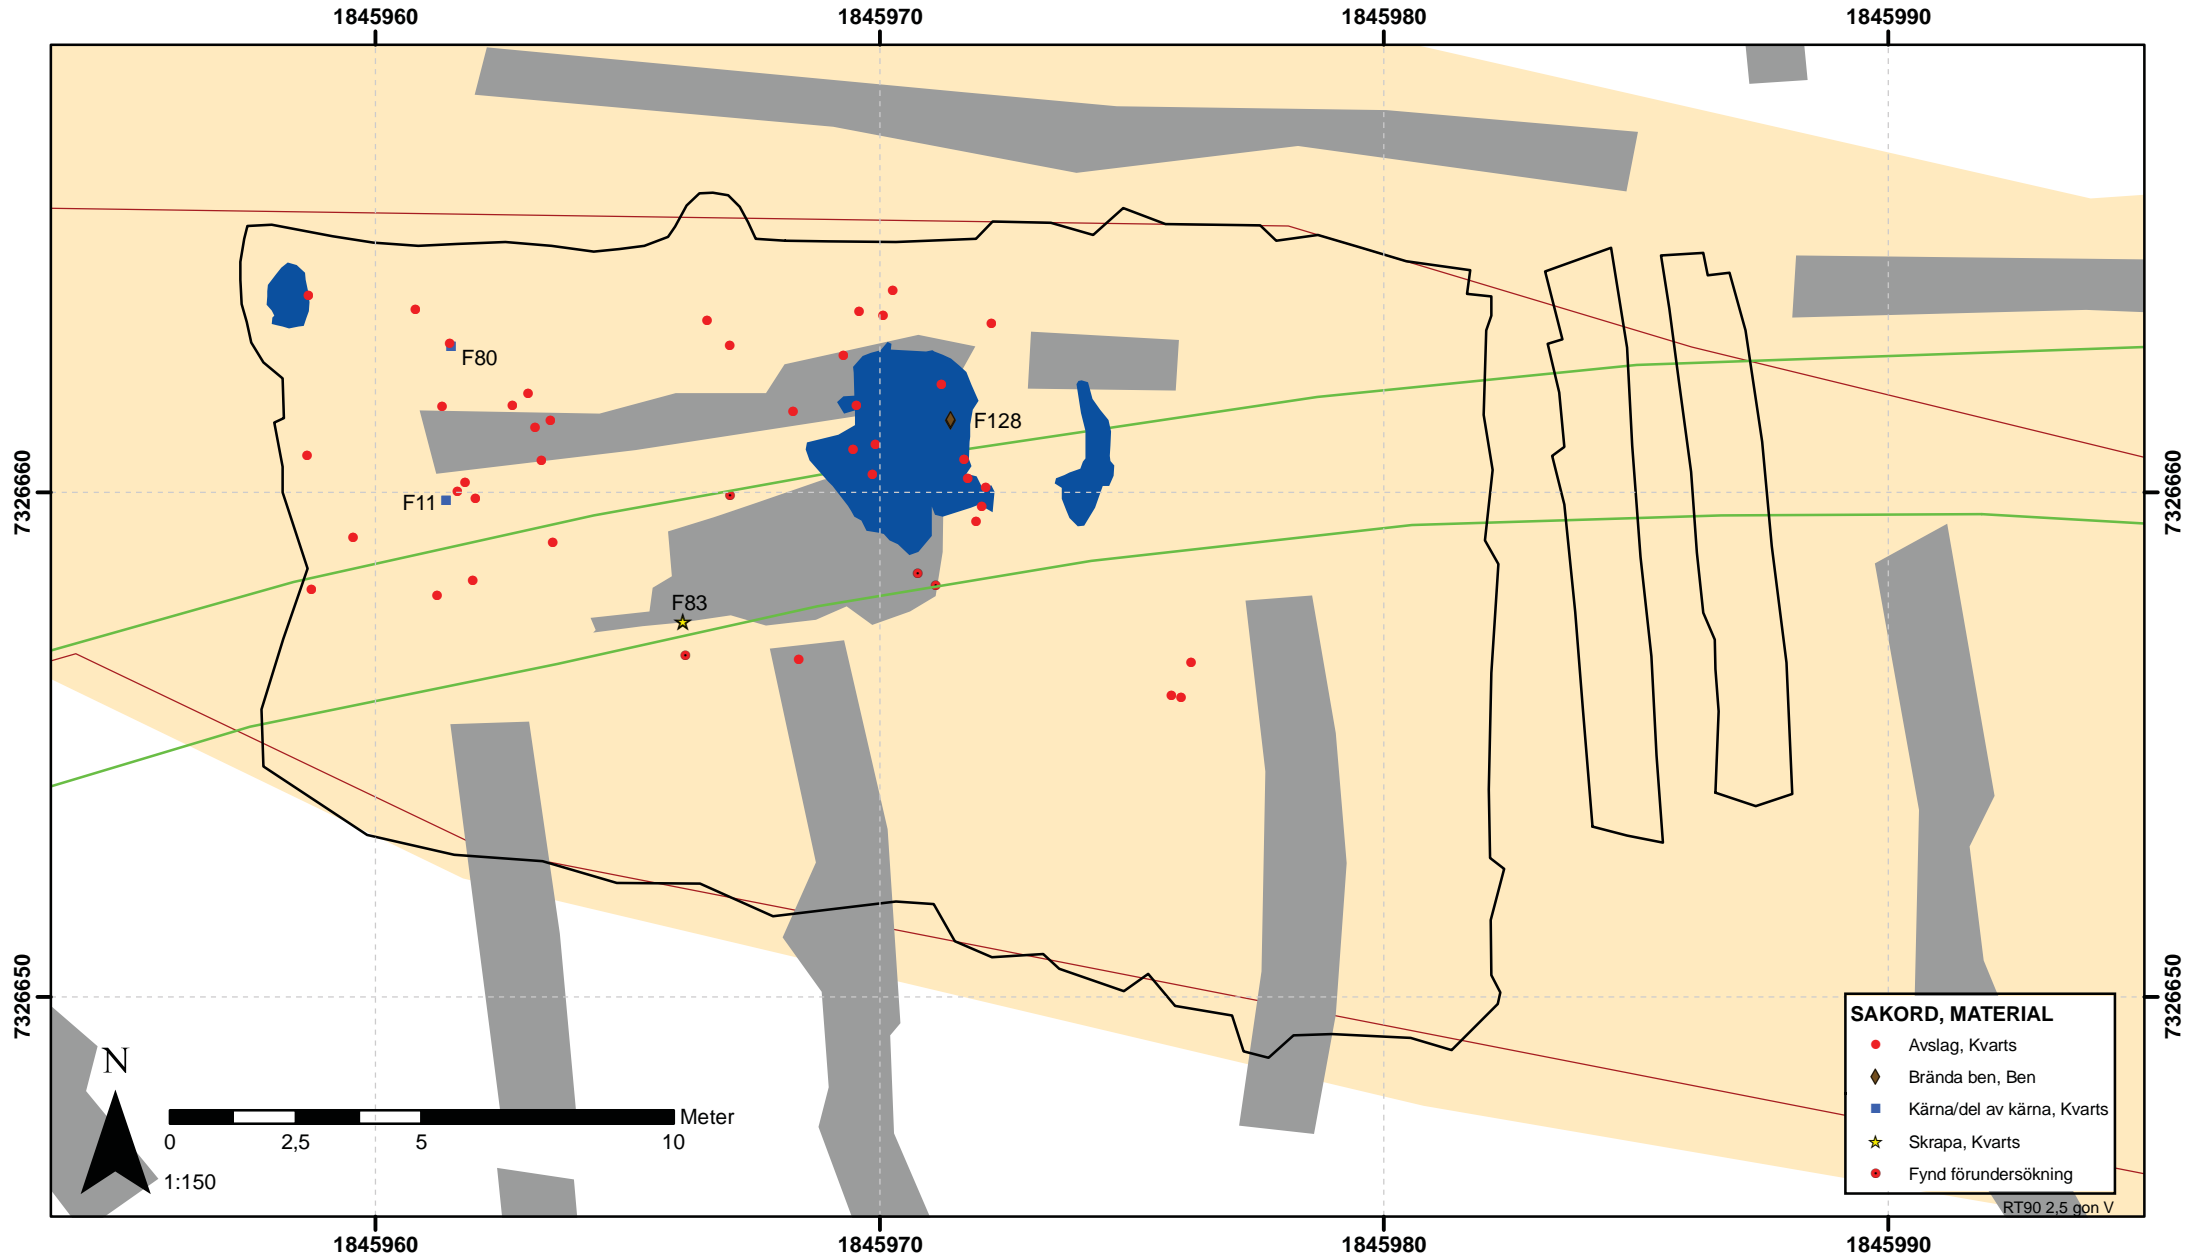 1845960
1845970
1845980
1845990
F80
F128
7326660
7326660
F11
F83
7326650
7326650
SAKORD, MATERIAL
Avslag, Kvarts
Brända ben, Ben
Kärna/del av kärna, Kvarts
Skrapa, Kvarts
Fynd förundersökning
N
Meter
0
2,5
5
10
1:150
RT90 2,5 gon V
1845960
1845970
1845980
1845990